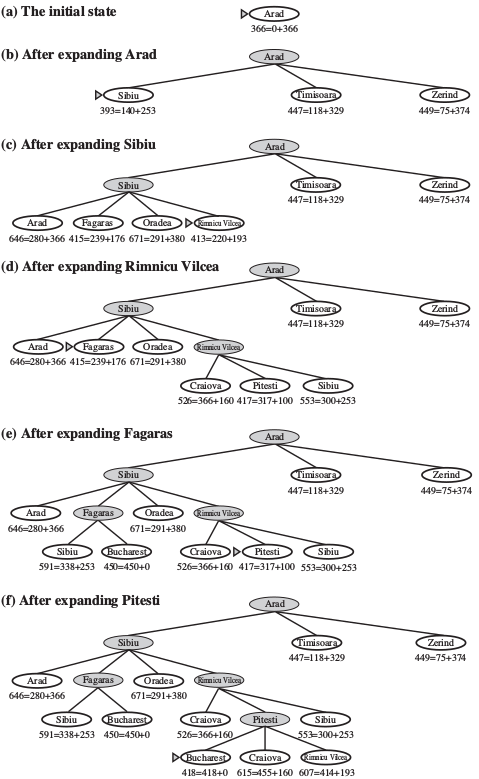 (a) The initial state
Arad
366=0+366
(b) After expanding Arad
Arad
Sibiu Timisoara Zerind
393=140+253 447=118+329 449=75+374
(c) After expanding Sibiu
Arad
Sibiu Timisoara Zerind
447=118+329 449=75+374
Arad Fagaras Oradea Rimnicu Vilcea
646=280+366 415=239+176 671=291+380 413=220+193
(d) After expanding Rimnicu Vilcea
Arad
Sibiu Timisoara Zerind
447=118+329 449=75+374
Arad Fagaras Oradea Rimnicu Vilcea
646=280+366 415=239+176 671=291+380
Craiova Pitesti Sibiu
526=366+160 417=317+100 553=300+253
(e) After expanding Fagaras
Arad
Sibiu Timisoara Zerind
447=118+329 449=75+374
Arad Fagaras Oradea Rimnicu Vilcea
646=280+366 671=291+380
Sibiu Bucharest Craiova Pitesti Sibiu
591=338+253 450=450+0 526=366+160 417=317+100 553=300+253
(f) After expanding Pitesti
Arad
Sibiu Timisoara Zerind
447=118+329 449=75+374
Arad Fagaras Oradea Rimnicu Vilcea
646=280+366 671=291+380
Sibiu Bucharest Craiova Pitesti Sibiu
591=338+253 450=450+0 526=366+160 553=300+253
Bucharest Craiova Rimnicu Vilcea
418=418+0 615=455+160 607=414+193